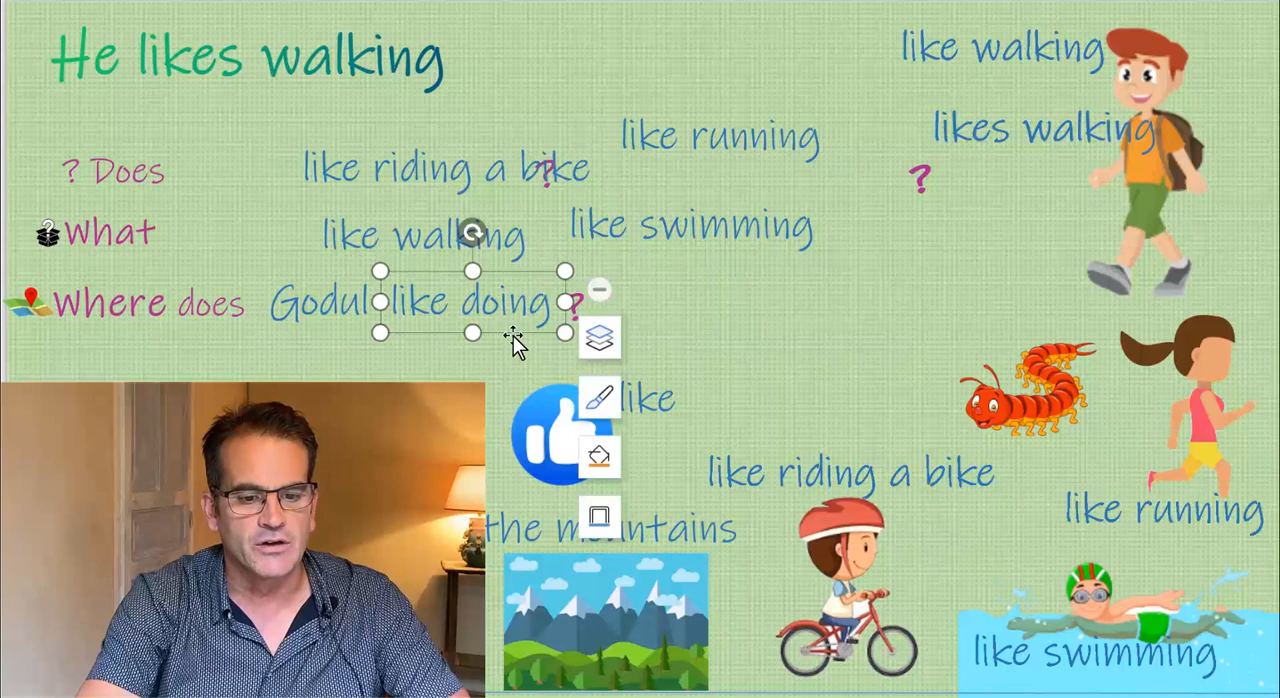 He likes walking
like walking
likes walking
like running
? Does
like riding a bike
?
?
What
like walking
like swimming
Where does Godul like doing ?
like
like riding a bike
like running
the mountains
like swimming